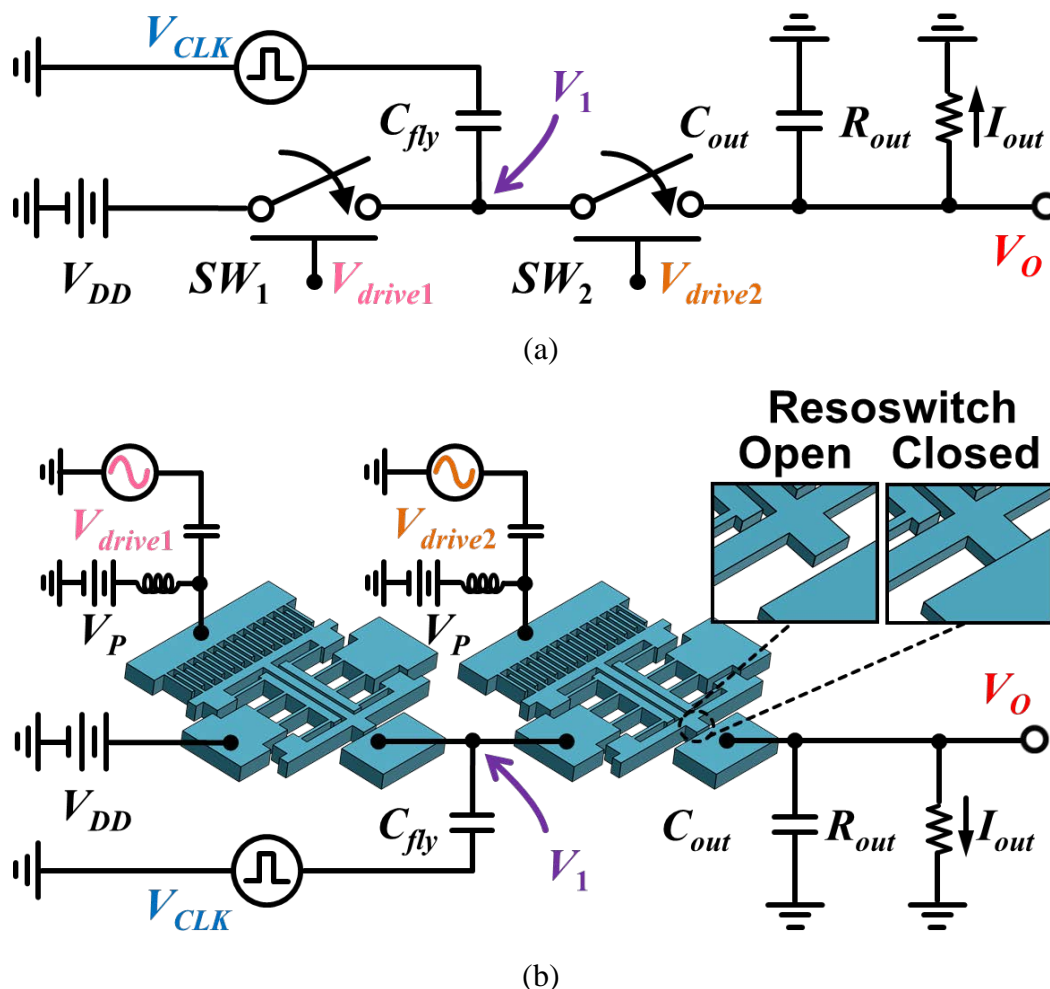 V_CLK
V_1
C_fly
C_out
R_out
I_out
V_DD
SW_1
V_drive1
SW_2
V_drive2
V_O
(a)
Resoswitch
Open Closed
V_drive1
V_drive2
V_P
V_P
V_O
V_DD
C_fly
C_out
R_out
I_out
V_1
V_CLK
(b)